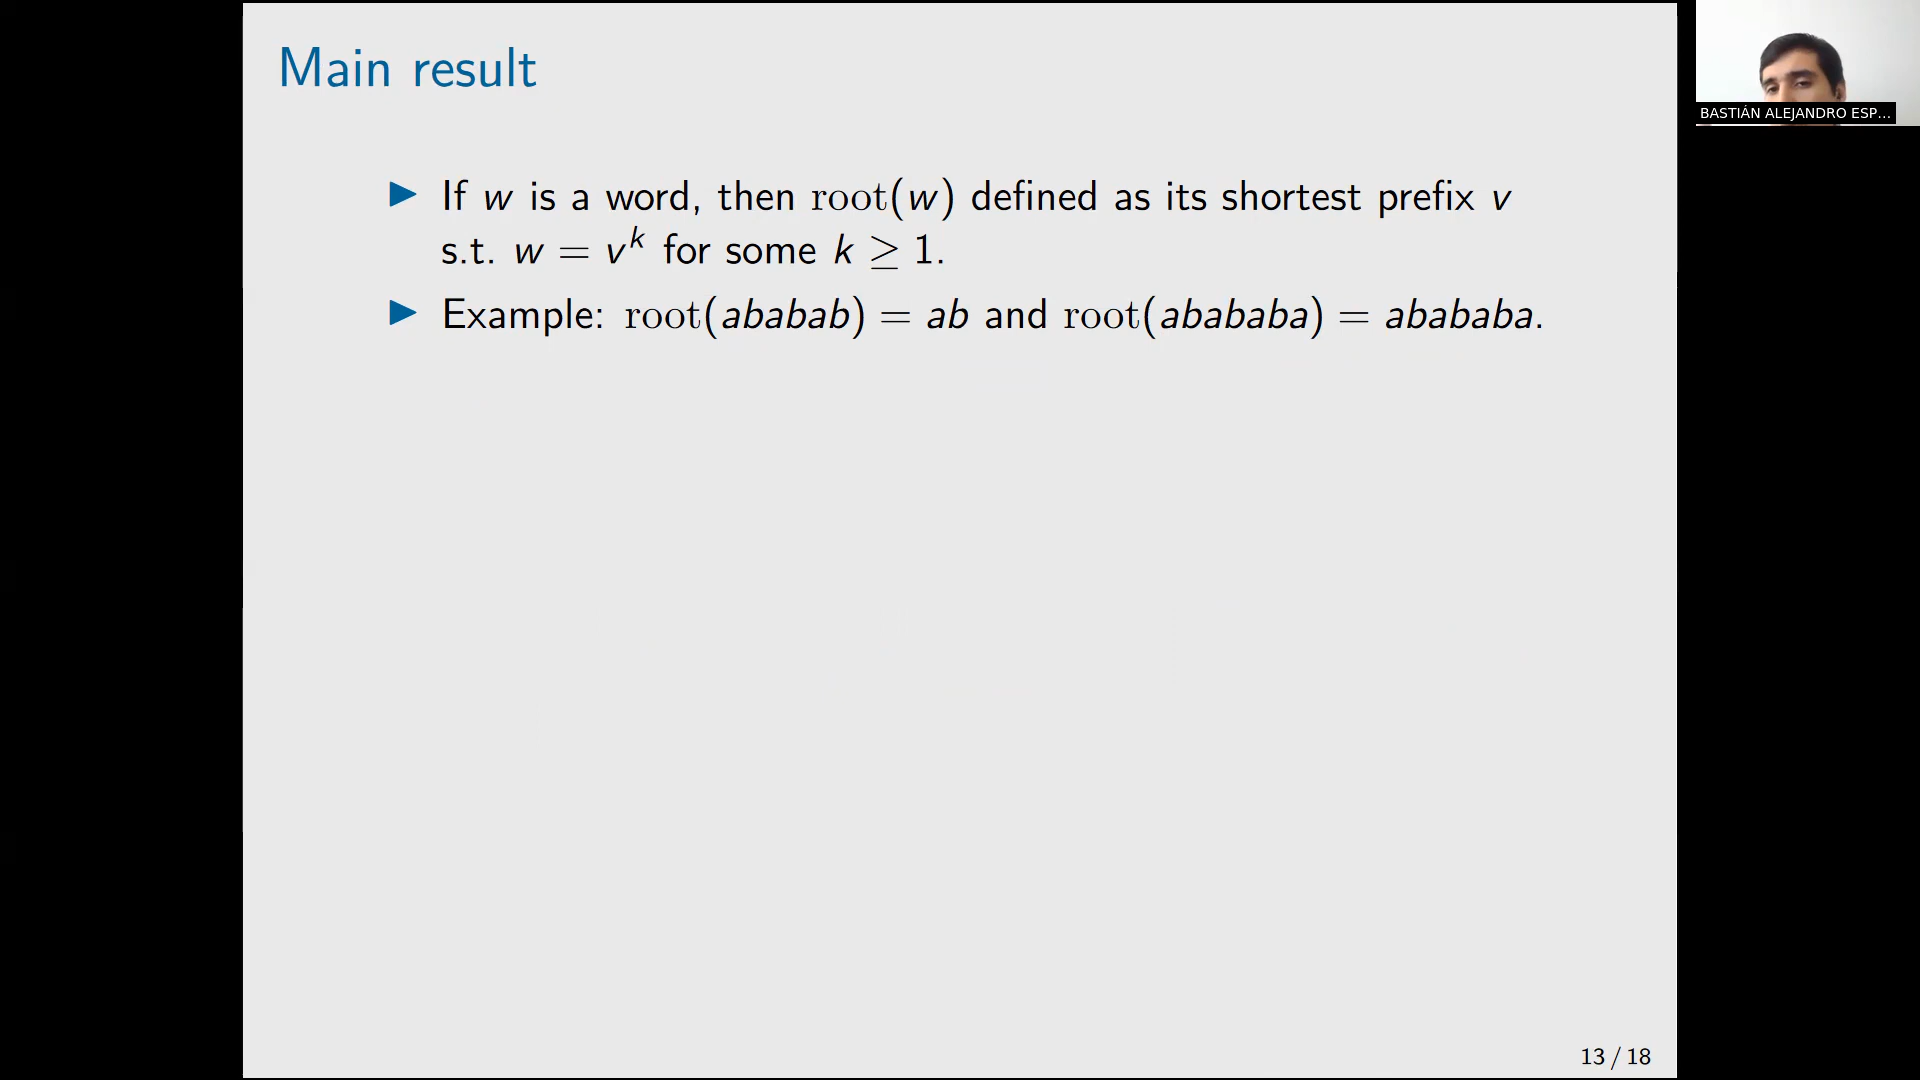 Main result
BASTIÁN ALEJANDRO ESP...
▶ If w is a word, then root(w) defined as its shortest prefix v
s.t. w = v^k for some k ≥ 1.
▶ Example: root(ababab) = ab and root(abababa) = abababa.
13 / 18